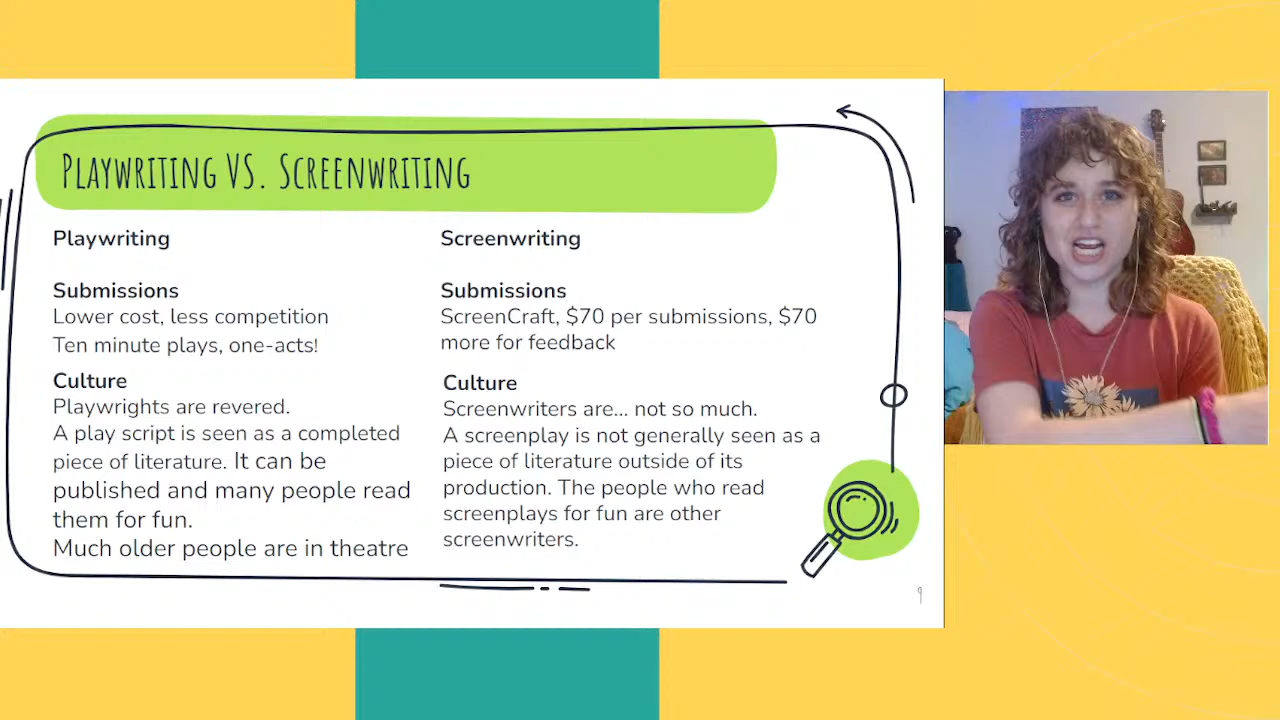 PLAYWRITING VS. SCREENWRITING
Playwriting
Submissions
Lower cost, less competition
Ten minute plays, one-acts!
Culture
Playwrights are revered.
A play script is seen as a completed
piece of literature. It can be
published and many people read
them for fun.
Much older people are in theatre
Screenwriting
Submissions
ScreenCraft, $70 per submissions, $70
more for feedback
Culture
Screenwriters are... not so much.
A screenplay is not generally seen as a
piece of literature outside of its
production. The people who read
screenplays for fun are other
screenwriters.
9